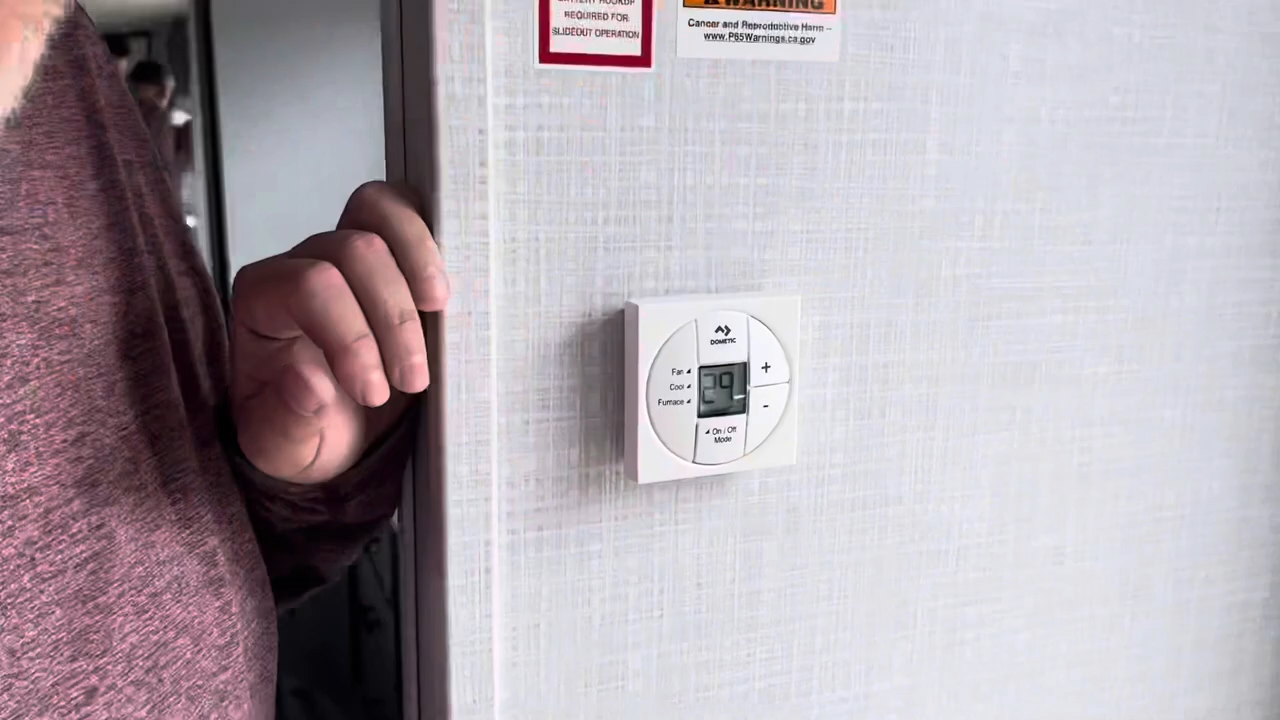 BATTERY HOOKUP
REQUIRED FOR
SLIDEOUT OPERATION
WARNING
Cancer and Reproductive Harm –
www.P65Warnings.ca.gov
DOMETIC
Fan
Cool
Furnace
29
+
-
On / Off
Mode